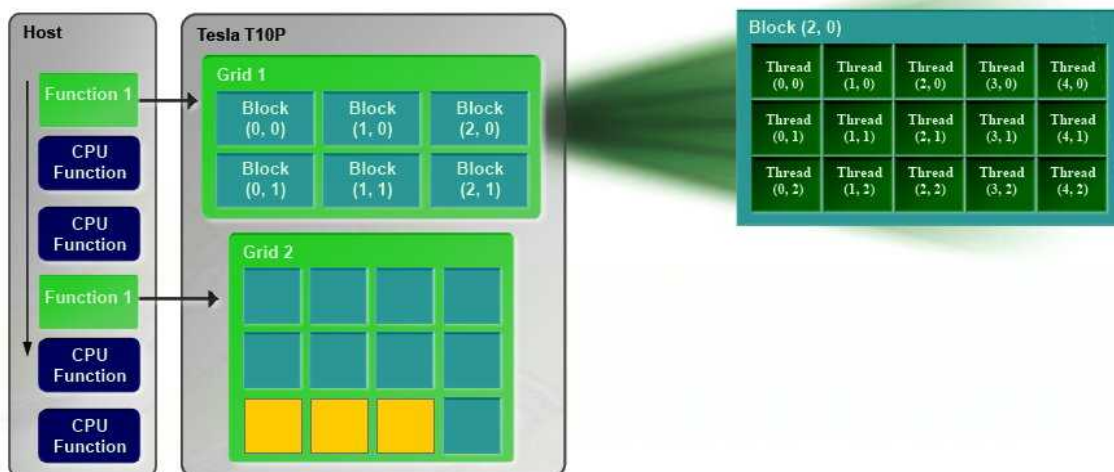 Host
Function 1
CPU
Function
CPU
Function
Function 1
CPU
Function
CPU
Function
Tesla T10P
Grid 1
Block
(0, 0)
Block
(1, 0)
Block
(2, 0)
Block
(0, 1)
Block
(1, 1)
Block
(2, 1)
Grid 2
Block (2, 0)
Thread
(0, 0)
Thread
(1, 0)
Thread
(2, 0)
Thread
(3, 0)
Thread
(4, 0)
Thread
(0, 1)
Thread
(1, 1)
Thread
(2, 1)
Thread
(3, 1)
Thread
(4, 1)
Thread
(0, 2)
Thread
(1, 2)
Thread
(2, 2)
Thread
(3, 2)
Thread
(4, 2)